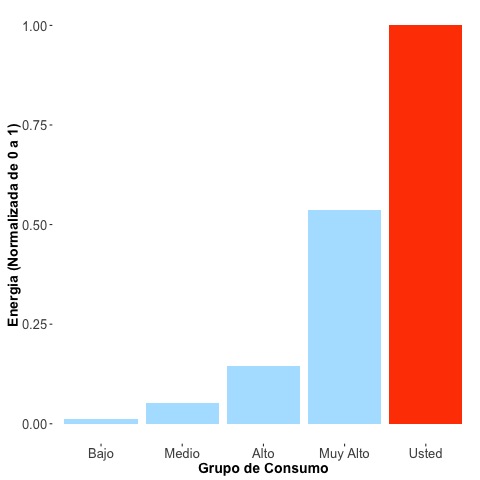 Energia (Normalizada de 0 a 1)
1.00
0.75
0.50
0.25
0.00
Bajo Medio Alto Muy Alto Usted
Grupo de Consumo